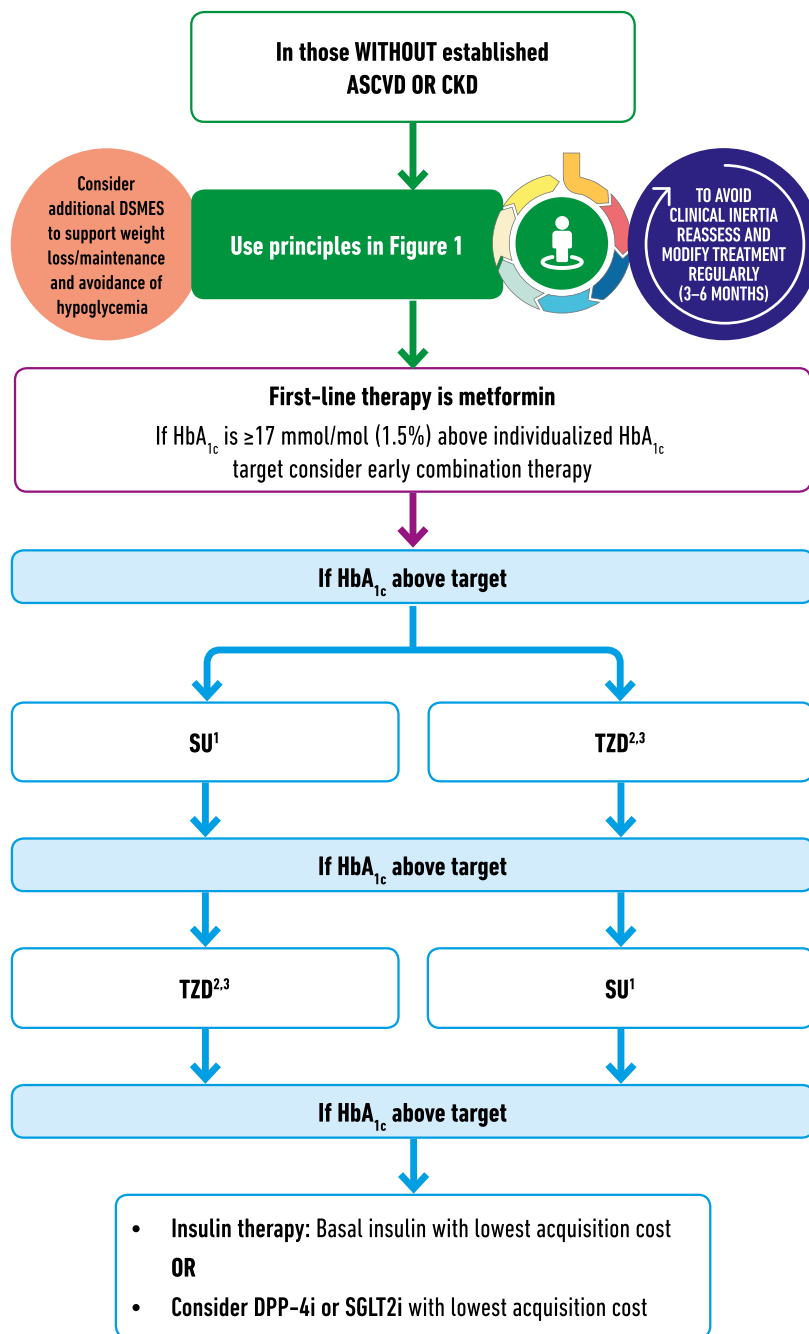 In those WITHOUT established
ASCVD OR CKD
Consider
additional DSMES
to support weight
loss/maintenance
and avoidance of
hypoglycemia
Use principles in Figure 1
TO AVOID
CLINICAL INERTIA
REASSESS AND
MODIFY TREATMENT
REGULARLY
(3–6 MONTHS)
First-line therapy is metformin
If HbA1c is ≥17 mmol/mol (1.5%) above individualized HbA1c
target consider early combination therapy
If HbA1c above target
SU1
TZD2,3
If HbA1c above target
TZD2,3
SU1
If HbA1c above target
• Insulin therapy: Basal insulin with lowest acquisition cost
OR
• Consider DPP-4i or SGLT2i with lowest acquisition cost